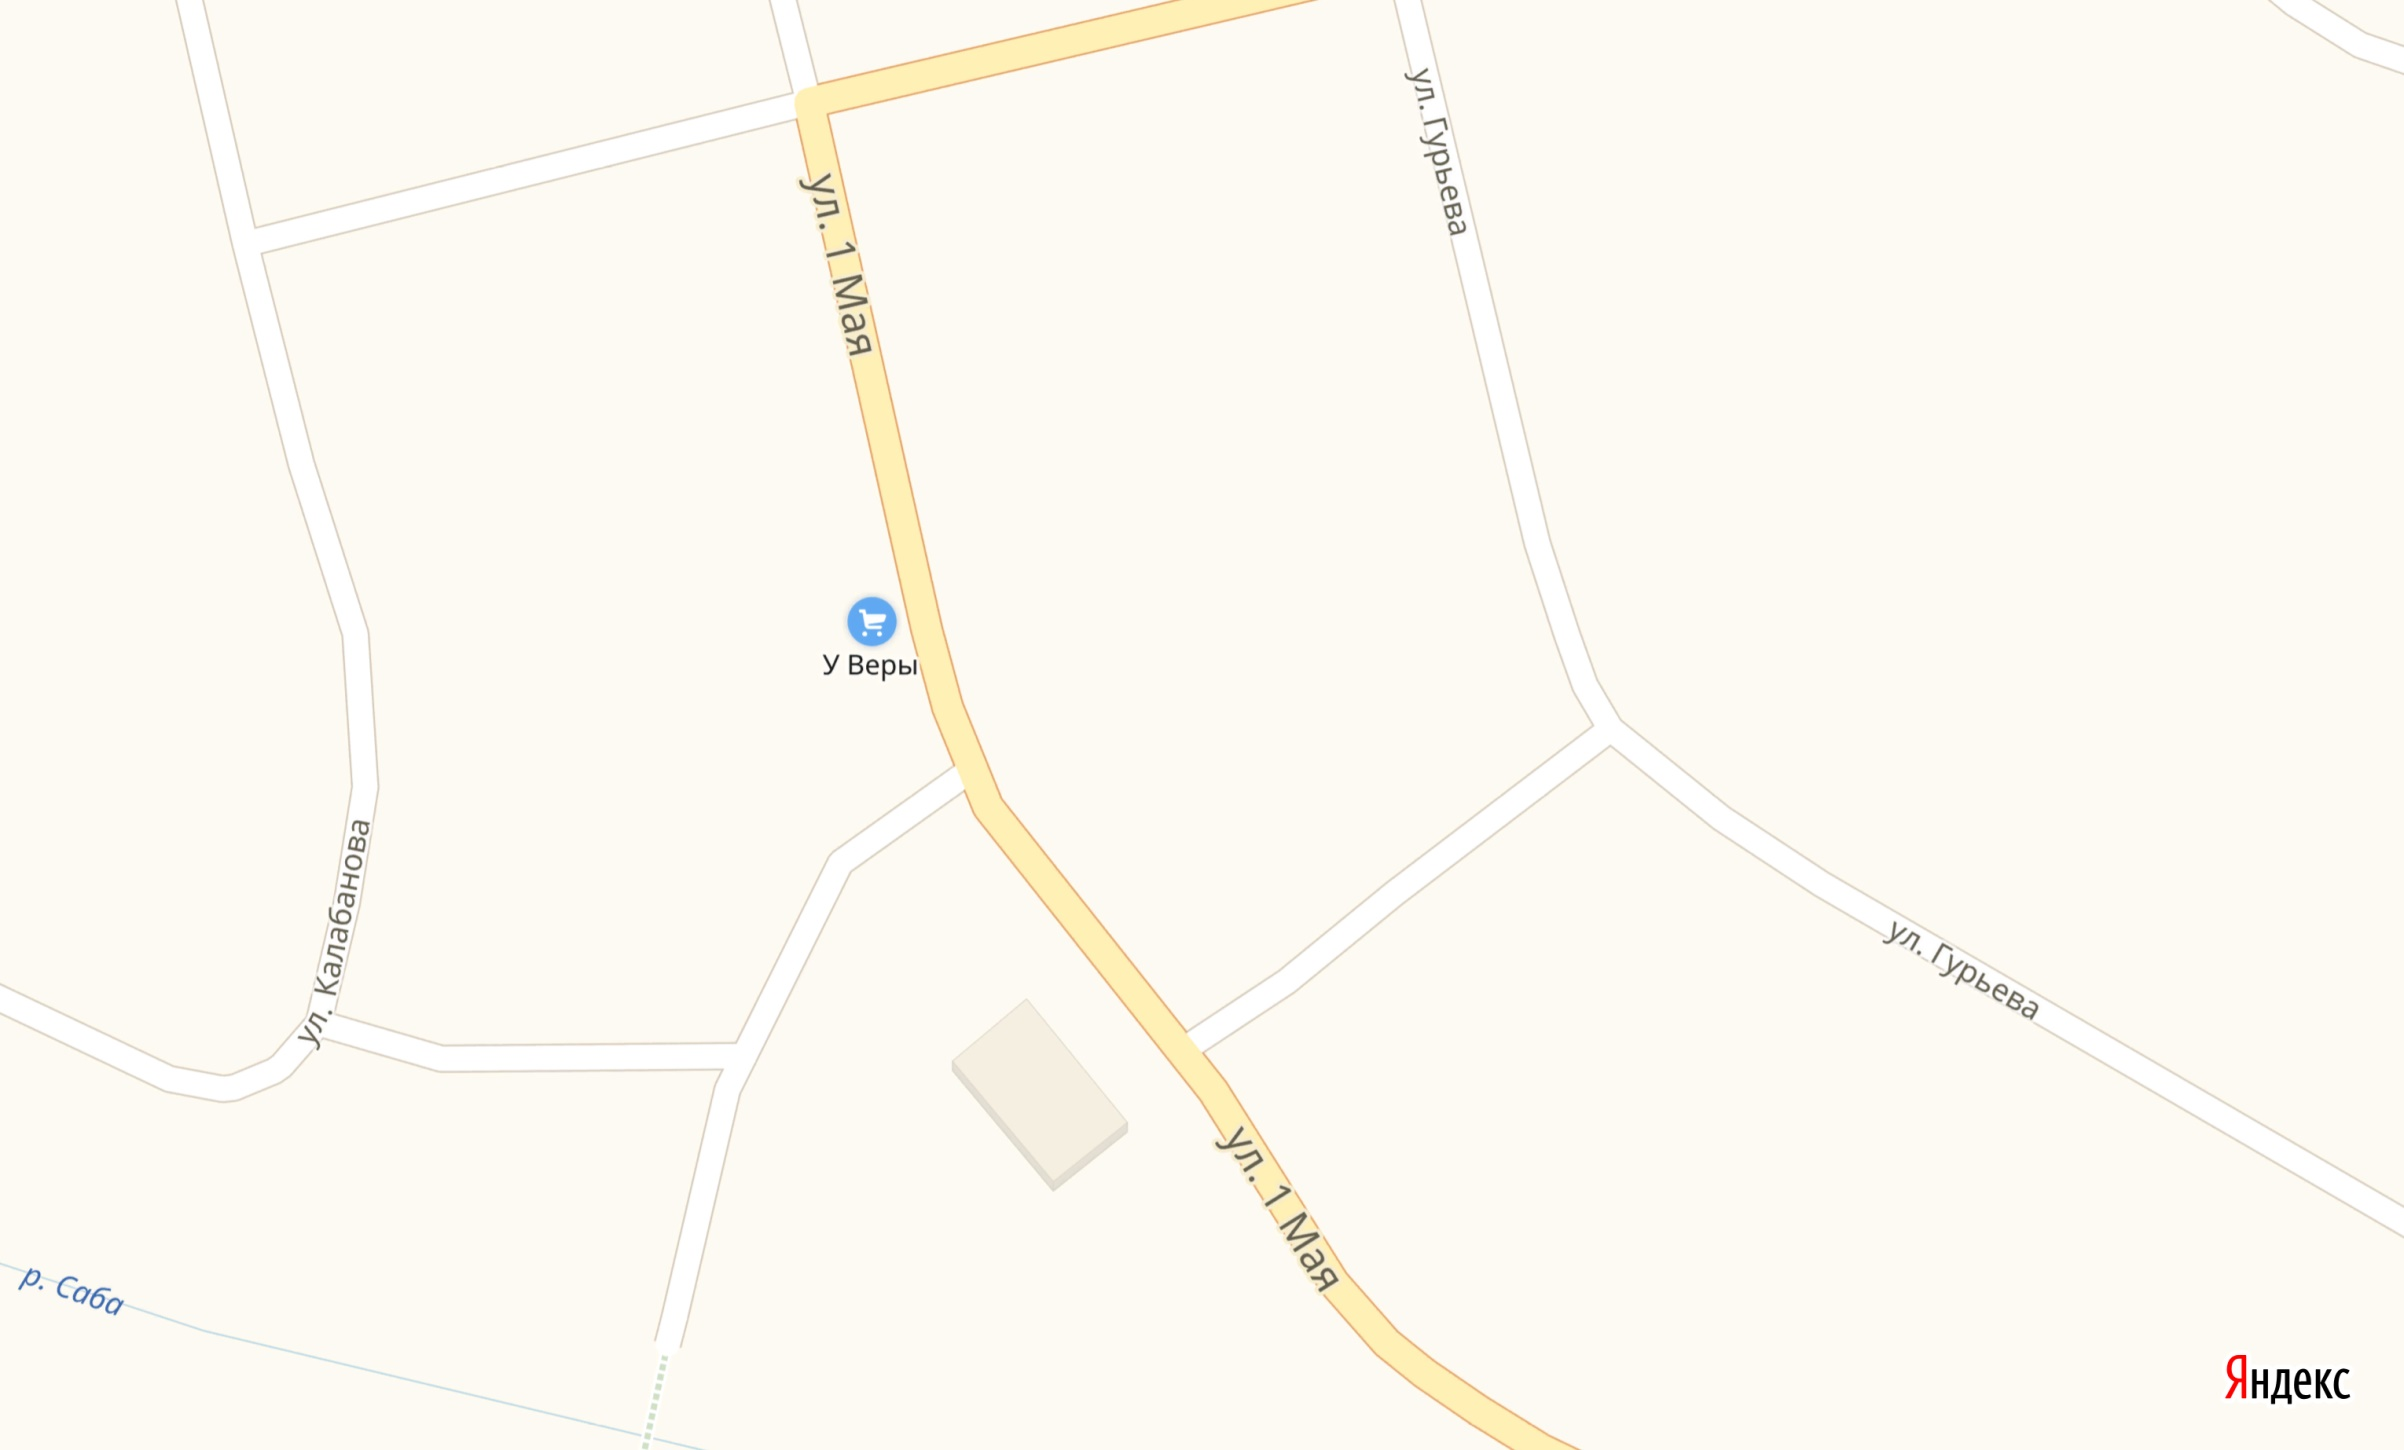 ул. Гурьева
ул. 1 Мая
У Веры
ул. Калабанова
ул. Гурьева
ул. 1 Мая
р. Саба
Яндекс